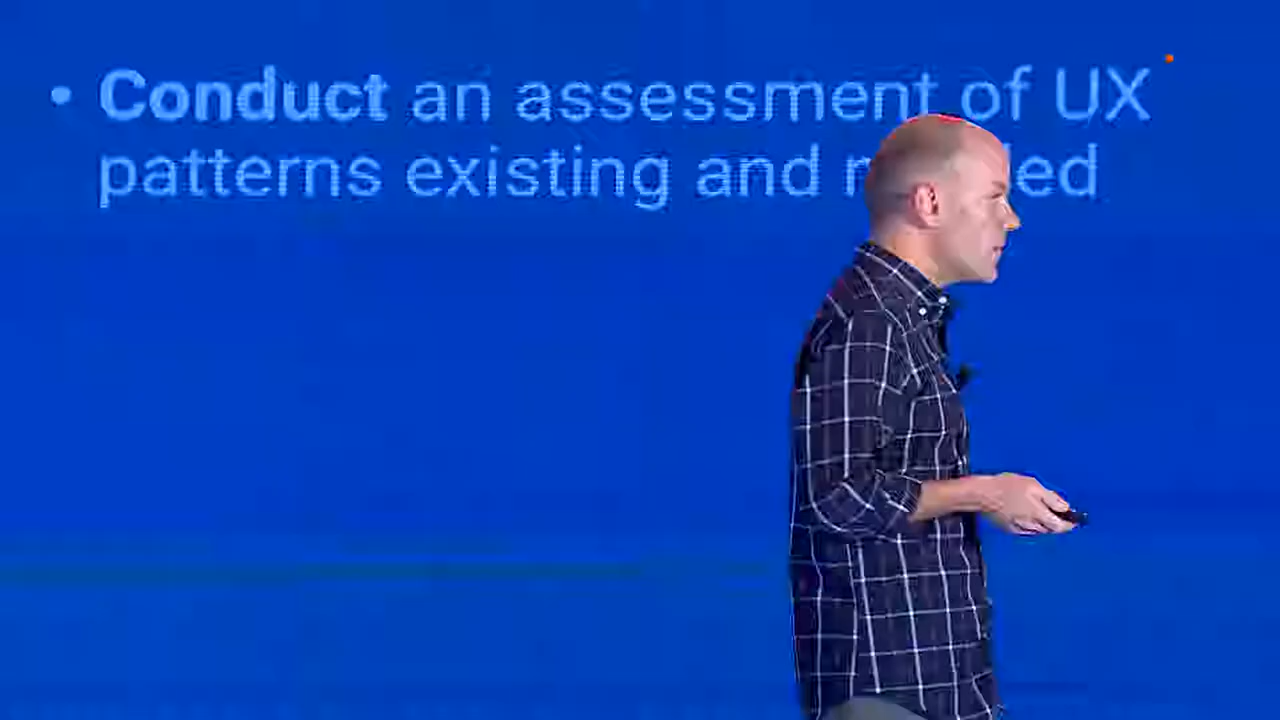 • Conduct an assessment of UX
patterns existing and